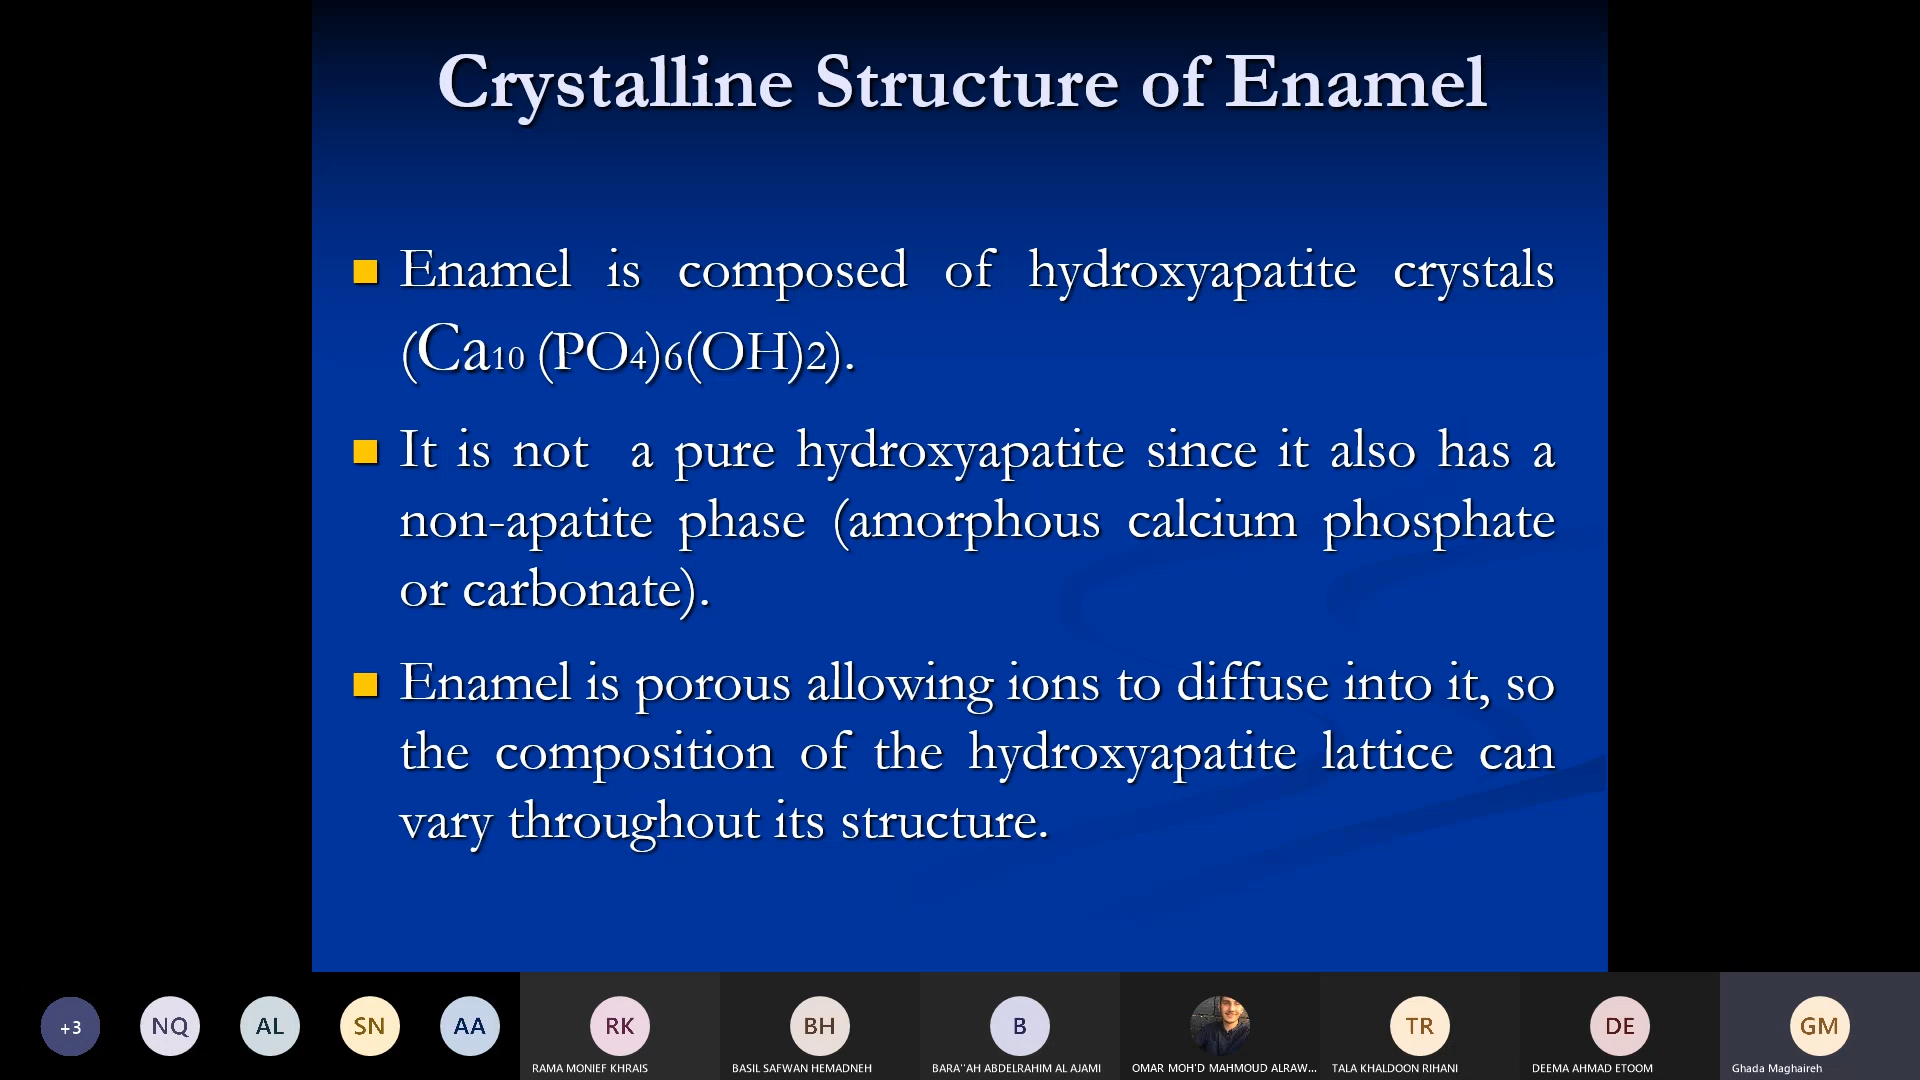 Crystalline Structure of Enamel
■ Enamel is composed of hydroxyapatite crystals
(Ca10 (PO4)6(OH)2).
■ It is not a pure hydroxyapatite since it also has a
non-apatite phase (amorphous calcium phosphate
or carbonate).
■ Enamel is porous allowing ions to diffuse into it, so
the composition of the hydroxyapatite lattice can
vary throughout its structure.
+3
NQ
AL
SN
AA
RK
BH
B
TR
DE
GM
RAMA MONIEF KHRAIS
BASIL SAFWAN HEMADNEH
BARA''AH ABDELRAHIM AL AJAMI
OMAR MOH'D MAHMOUD ALRAW...
TALA KHALDOON RIHANI
DEEMA AHMAD ETOOM
Ghada Maghaireh